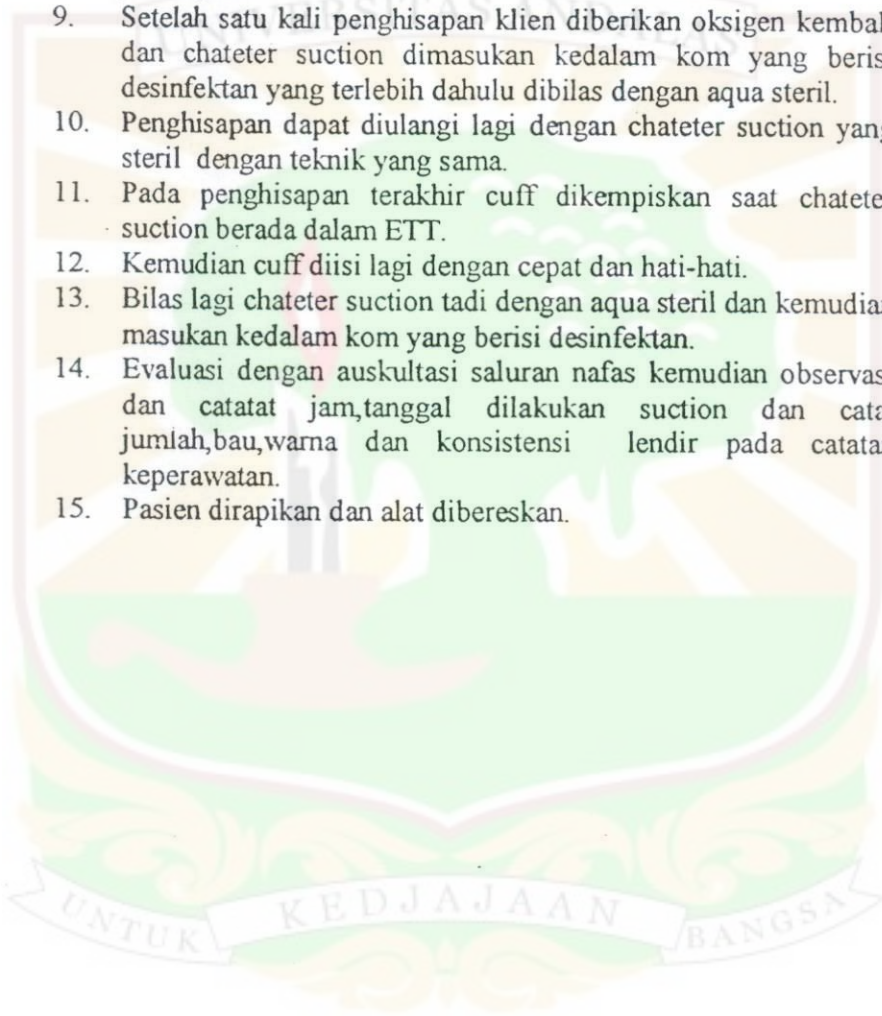 UNIVERSITAS ANDALAS
9. Setelah satu kali penghisapan klien diberikan oksigen kembal
dan chateter suction dimasukan kedalam kom yang beris
desinfektan yang terlebih dahulu dibilas dengan aqua steril.
10. Penghisapan dapat diulangi lagi dengan chateter suction yan
steril dengan teknik yang sama.
11. Pada penghisapan terakhir cuff dikempiskan saat chatete
suction berada dalam ETT.
12. Kemudian cuff diisi lagi dengan cepat dan hati-hati.
13. Bilas lagi chateter suction tadi dengan aqua steril dan kemudia
masukan kedalam kom yang berisi desinfektan.
14. Evaluasi dengan auskultasi saluran nafas kemudian observas
dan catatat jam,tanggal dilakukan suction dan cata
jumlah,bau,warna dan konsistensi lendir pada catata
keperawatan.
15. Pasien dirapikan dan alat dibereskan.
UNTUK KEDJAJAAN BANGSA